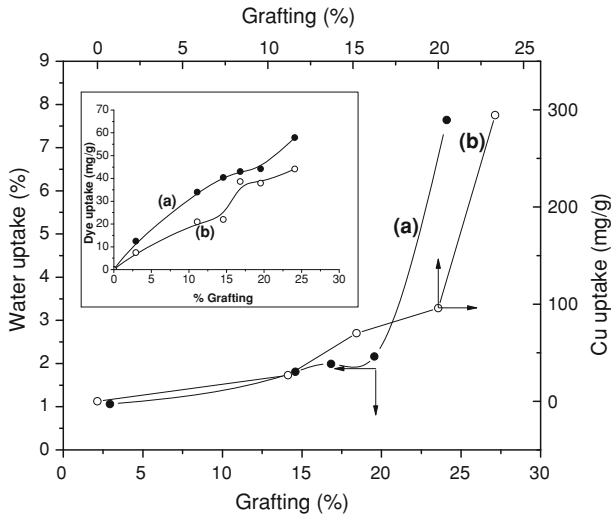 Grafting (%)
0 5 10 15 20 25
9
8
7
6
5
4
3
2
1
0
Water uptake (%)
300
200
100
0
Cu uptake (mg/g)
(a)
(b)
70
60
50
40
30
20
10
0
Dye uptake (mg/g)
(a)
(b)
0 5 10 15 20 25 30
% Grafting
0 5 10 15 20 25 30
Grafting (%)